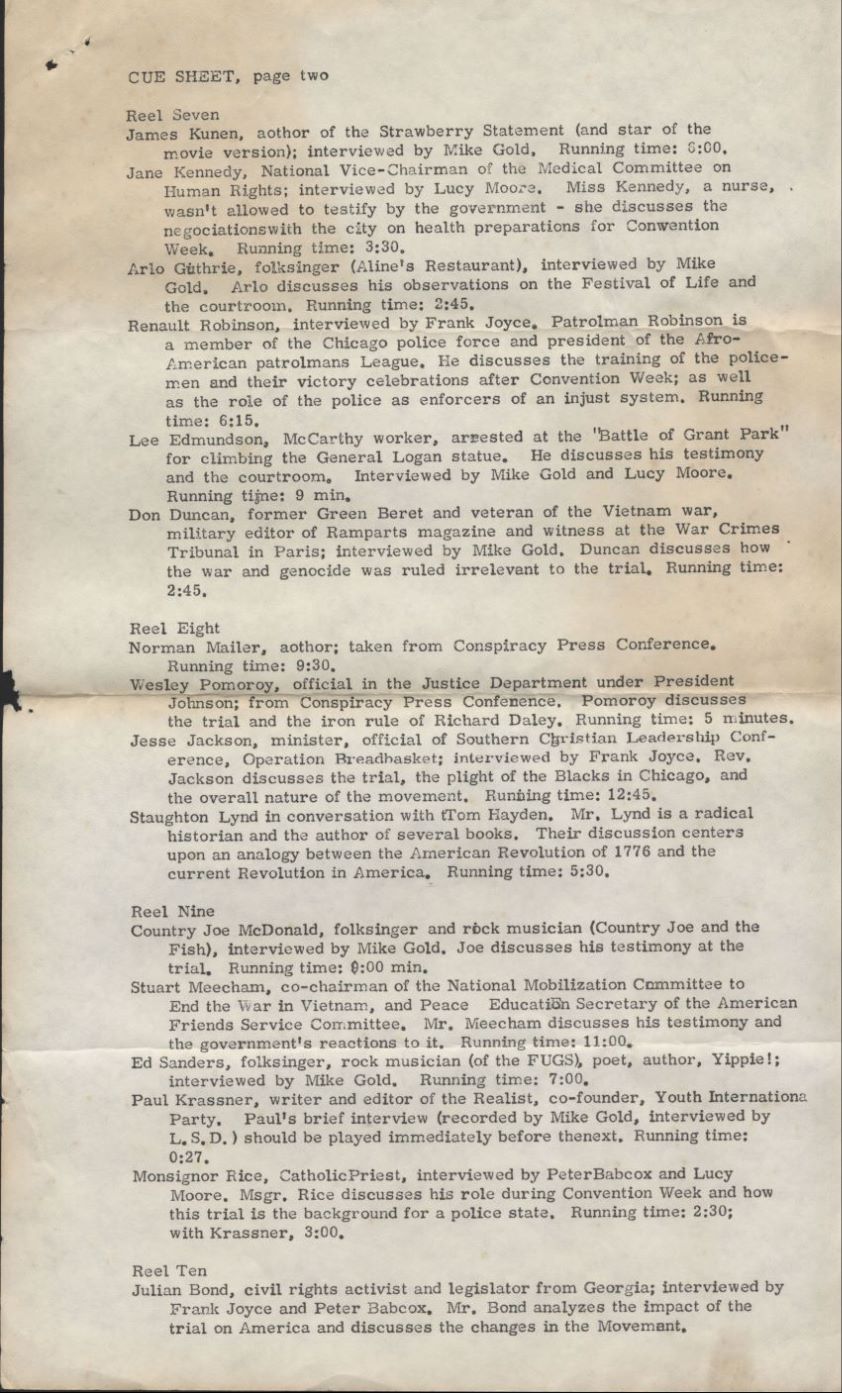 CUE SHEET, page two
Reel Seven
James Kunen, aothor of the Strawberry Statement (and star of the
movie version); interviewed by Mike Gold. Running time: 8:00.
Jane Kennedy, National Vice-Chairman of the Medical Committee on
Human Rights; interviewed by Lucy Moore. Miss Kennedy, a nurse,
wasn't allowed to testify by the government - she discusses the
negociationswith the city on health preparations for Conwention
Week. Running time: 3:30.
Arlo Guthrie, folksinger (Aline's Restaurant), interviewed by Mike
Gold. Arlo discusses his observations on the Festival of Life and
the courtroom. Running time: 2:45.
Renault Robinson, interviewed by Frank Joyce. Patrolman Robinson is
a member of the Chicago police force and president of the Afro-
American patrolmans League. He discusses the training of the police-
men and their victory celebrations after Convention Week; as well
as the role of the police as enforcers of an injust system. Running
time: 6:15.
Lee Edmundson, McCarthy worker, arrested at the "Battle of Grant Park"
for climbing the General Logan statue. He discusses his testimony
and the courtroom. Interviewed by Mike Gold and Lucy Moore.
Running time: 9 min.
Don Duncan, former Green Beret and veteran of the Vietnam war,
military editor of Ramparts magazine and witness at the War Crimes
Tribunal in Paris; interviewed by Mike Gold. Duncan discusses how
the war and genocide was ruled irrelevant to the trial. Running time:
2:45.
Reel Eight
Norman Mailer, aothor; taken from Conspiracy Press Conference.
Running time: 9:30.
Wesley Pomoroy, official in the Justice Department under President
Johnson; from Conspiracy Press Confenence. Pomoroy discusses
the trial and the iron rule of Richard Daley. Running time: 5 minutes.
Jesse Jackson, minister, official of Southern Christian Leadership Conf-
erence, Operation Breadbasket; interviewed by Frank Joyce. Rev.
Jackson discusses the trial, the plight of the Blacks in Chicago, and
the overall nature of the movement. Running time: 12:45.
Staughton Lynd in conversation with tTom Hayden. Mr. Lynd is a radical
historian and the author of several books. Their discussion centers
upon an analogy between the American Revolution of 1776 and the
current Revolution in America. Running time: 5:30.
Reel Nine
Country Joe McDonald, folksinger and rock musician (Country Joe and the
Fish), interviewed by Mike Gold. Joe discusses his testimony at the
trial. Running time: :00 min.
Stuart Meecham, co-chairman of the National Mobilization Committee to
End the War in Vietnam, and Peace Education Secretary of the American
Friends Service Committee. Mr. Meecham discusses his testimony and
the government's reactions to it. Running time: 11:00.
Ed Sanders, folksinger, rock musician (of the FUGS), poet, author, Yippie!;
interviewed by Mike Gold. Running time: 7:00.
Paul Krassner, writer and editor of the Realist, co-founder, Youth Internationa
Party. Paul's brief interview (recorded by Mike Gold, interviewed by
L.S.D.) should be played immediately before thenext. Running time:
0:27.
Monsignor Rice, CatholicPriest, interviewed by PeterBabcox and Lucy
Moore. Msgr. Rice discusses his role during Convention Week and how
this trial is the background for a police state. Running time: 2:30;
with Krassner, 3:00.
Reel Ten
Julian Bond, civil rights activist and legislator from Georgia; interviewed by
Frank Joyce and Peter Babcox. Mr. Bond analyzes the impact of the
trial on America and discusses the changes in the Movement.